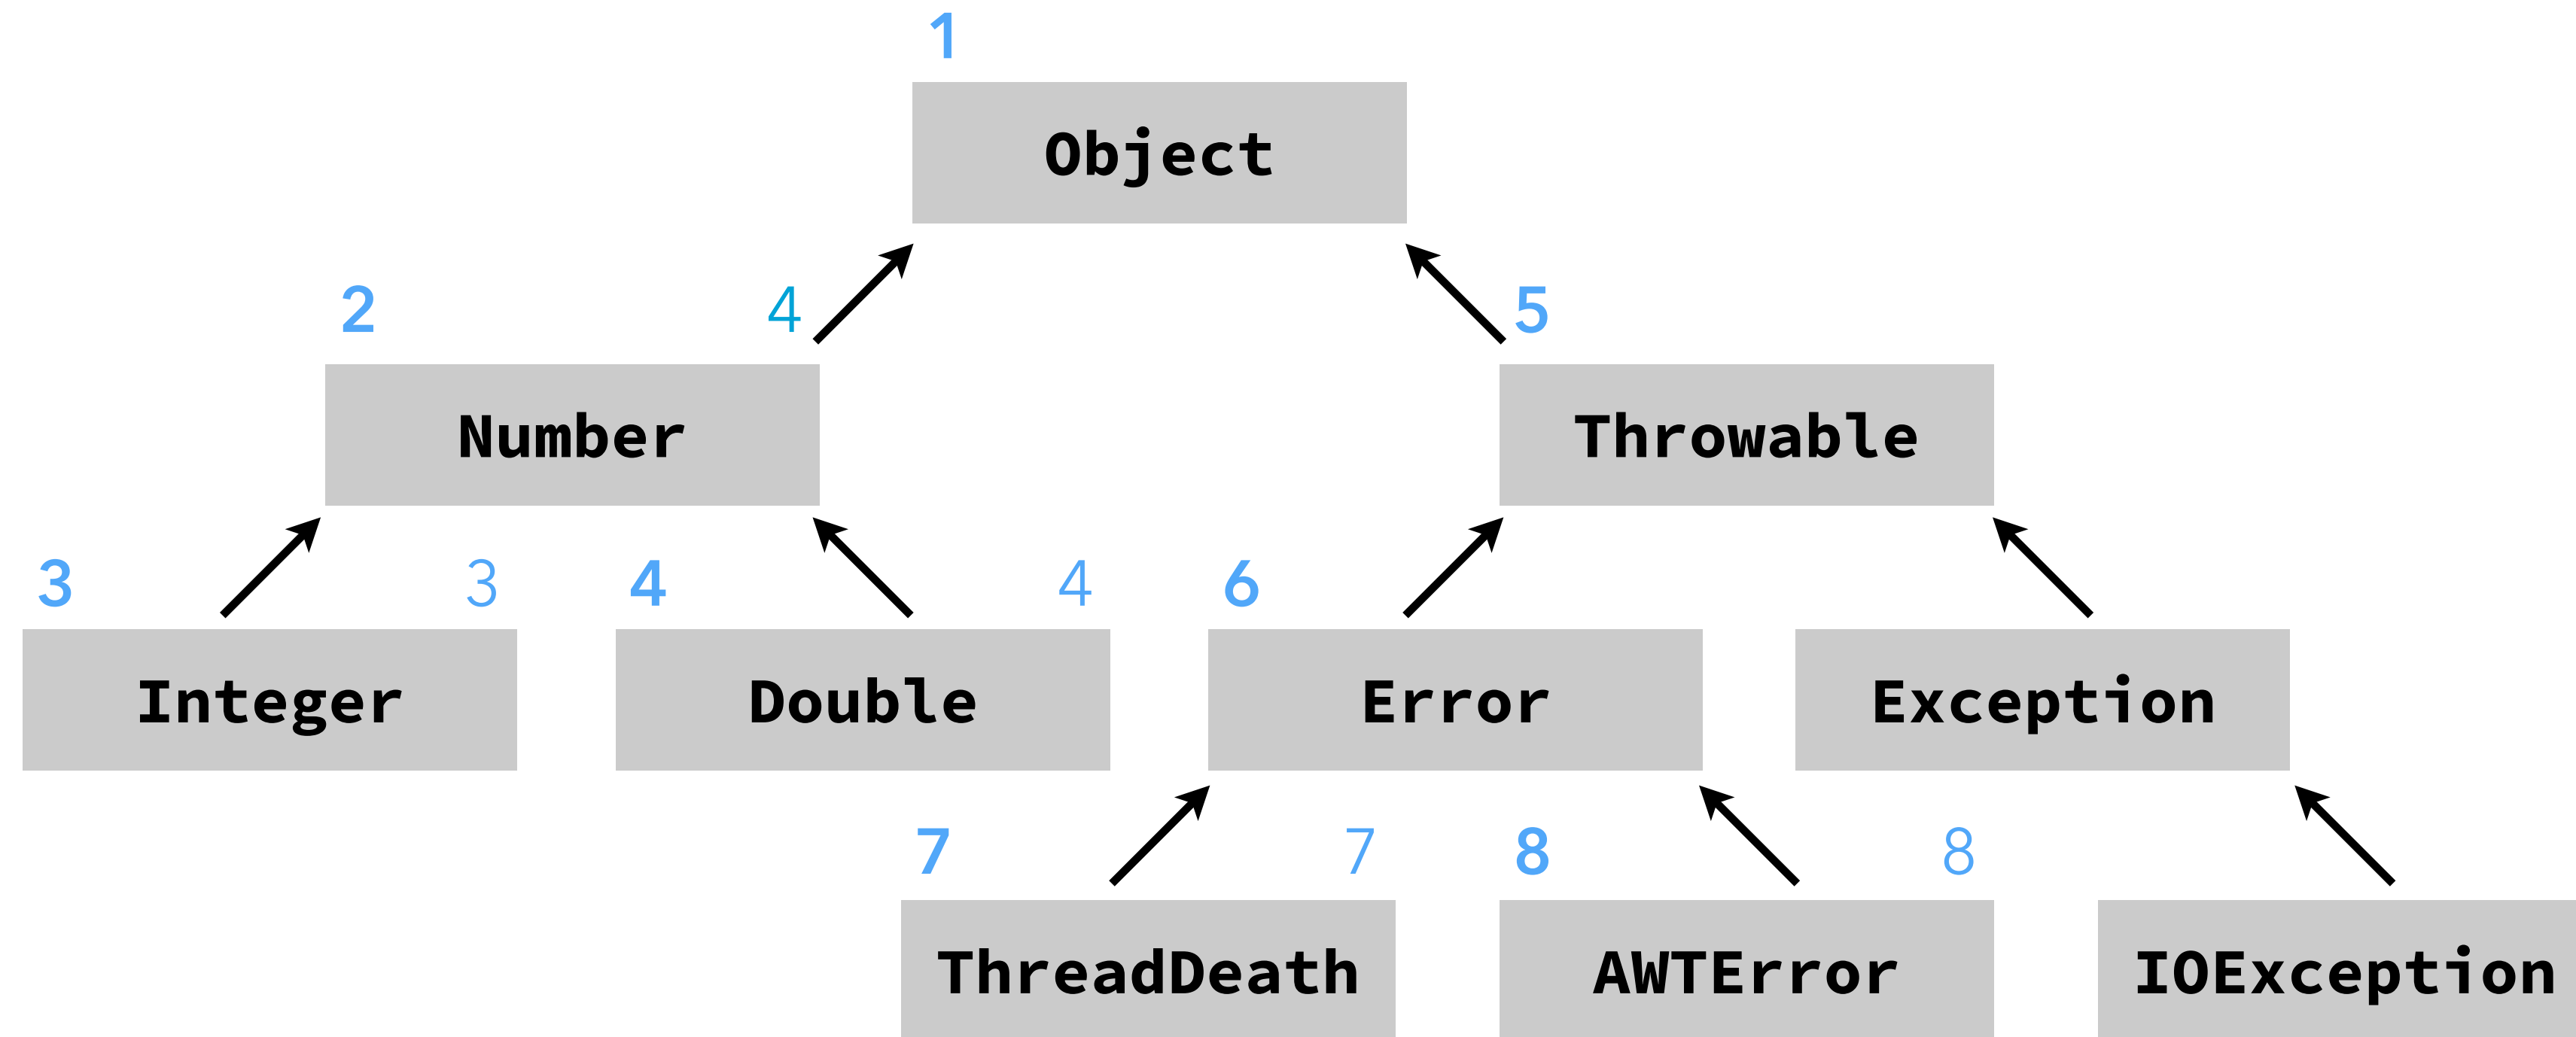 1
Object
2 4 5
Number Throwable
3 3 4 4 6
Integer Double Error Exception
7 7 8 8
ThreadDeath AWTError IOException